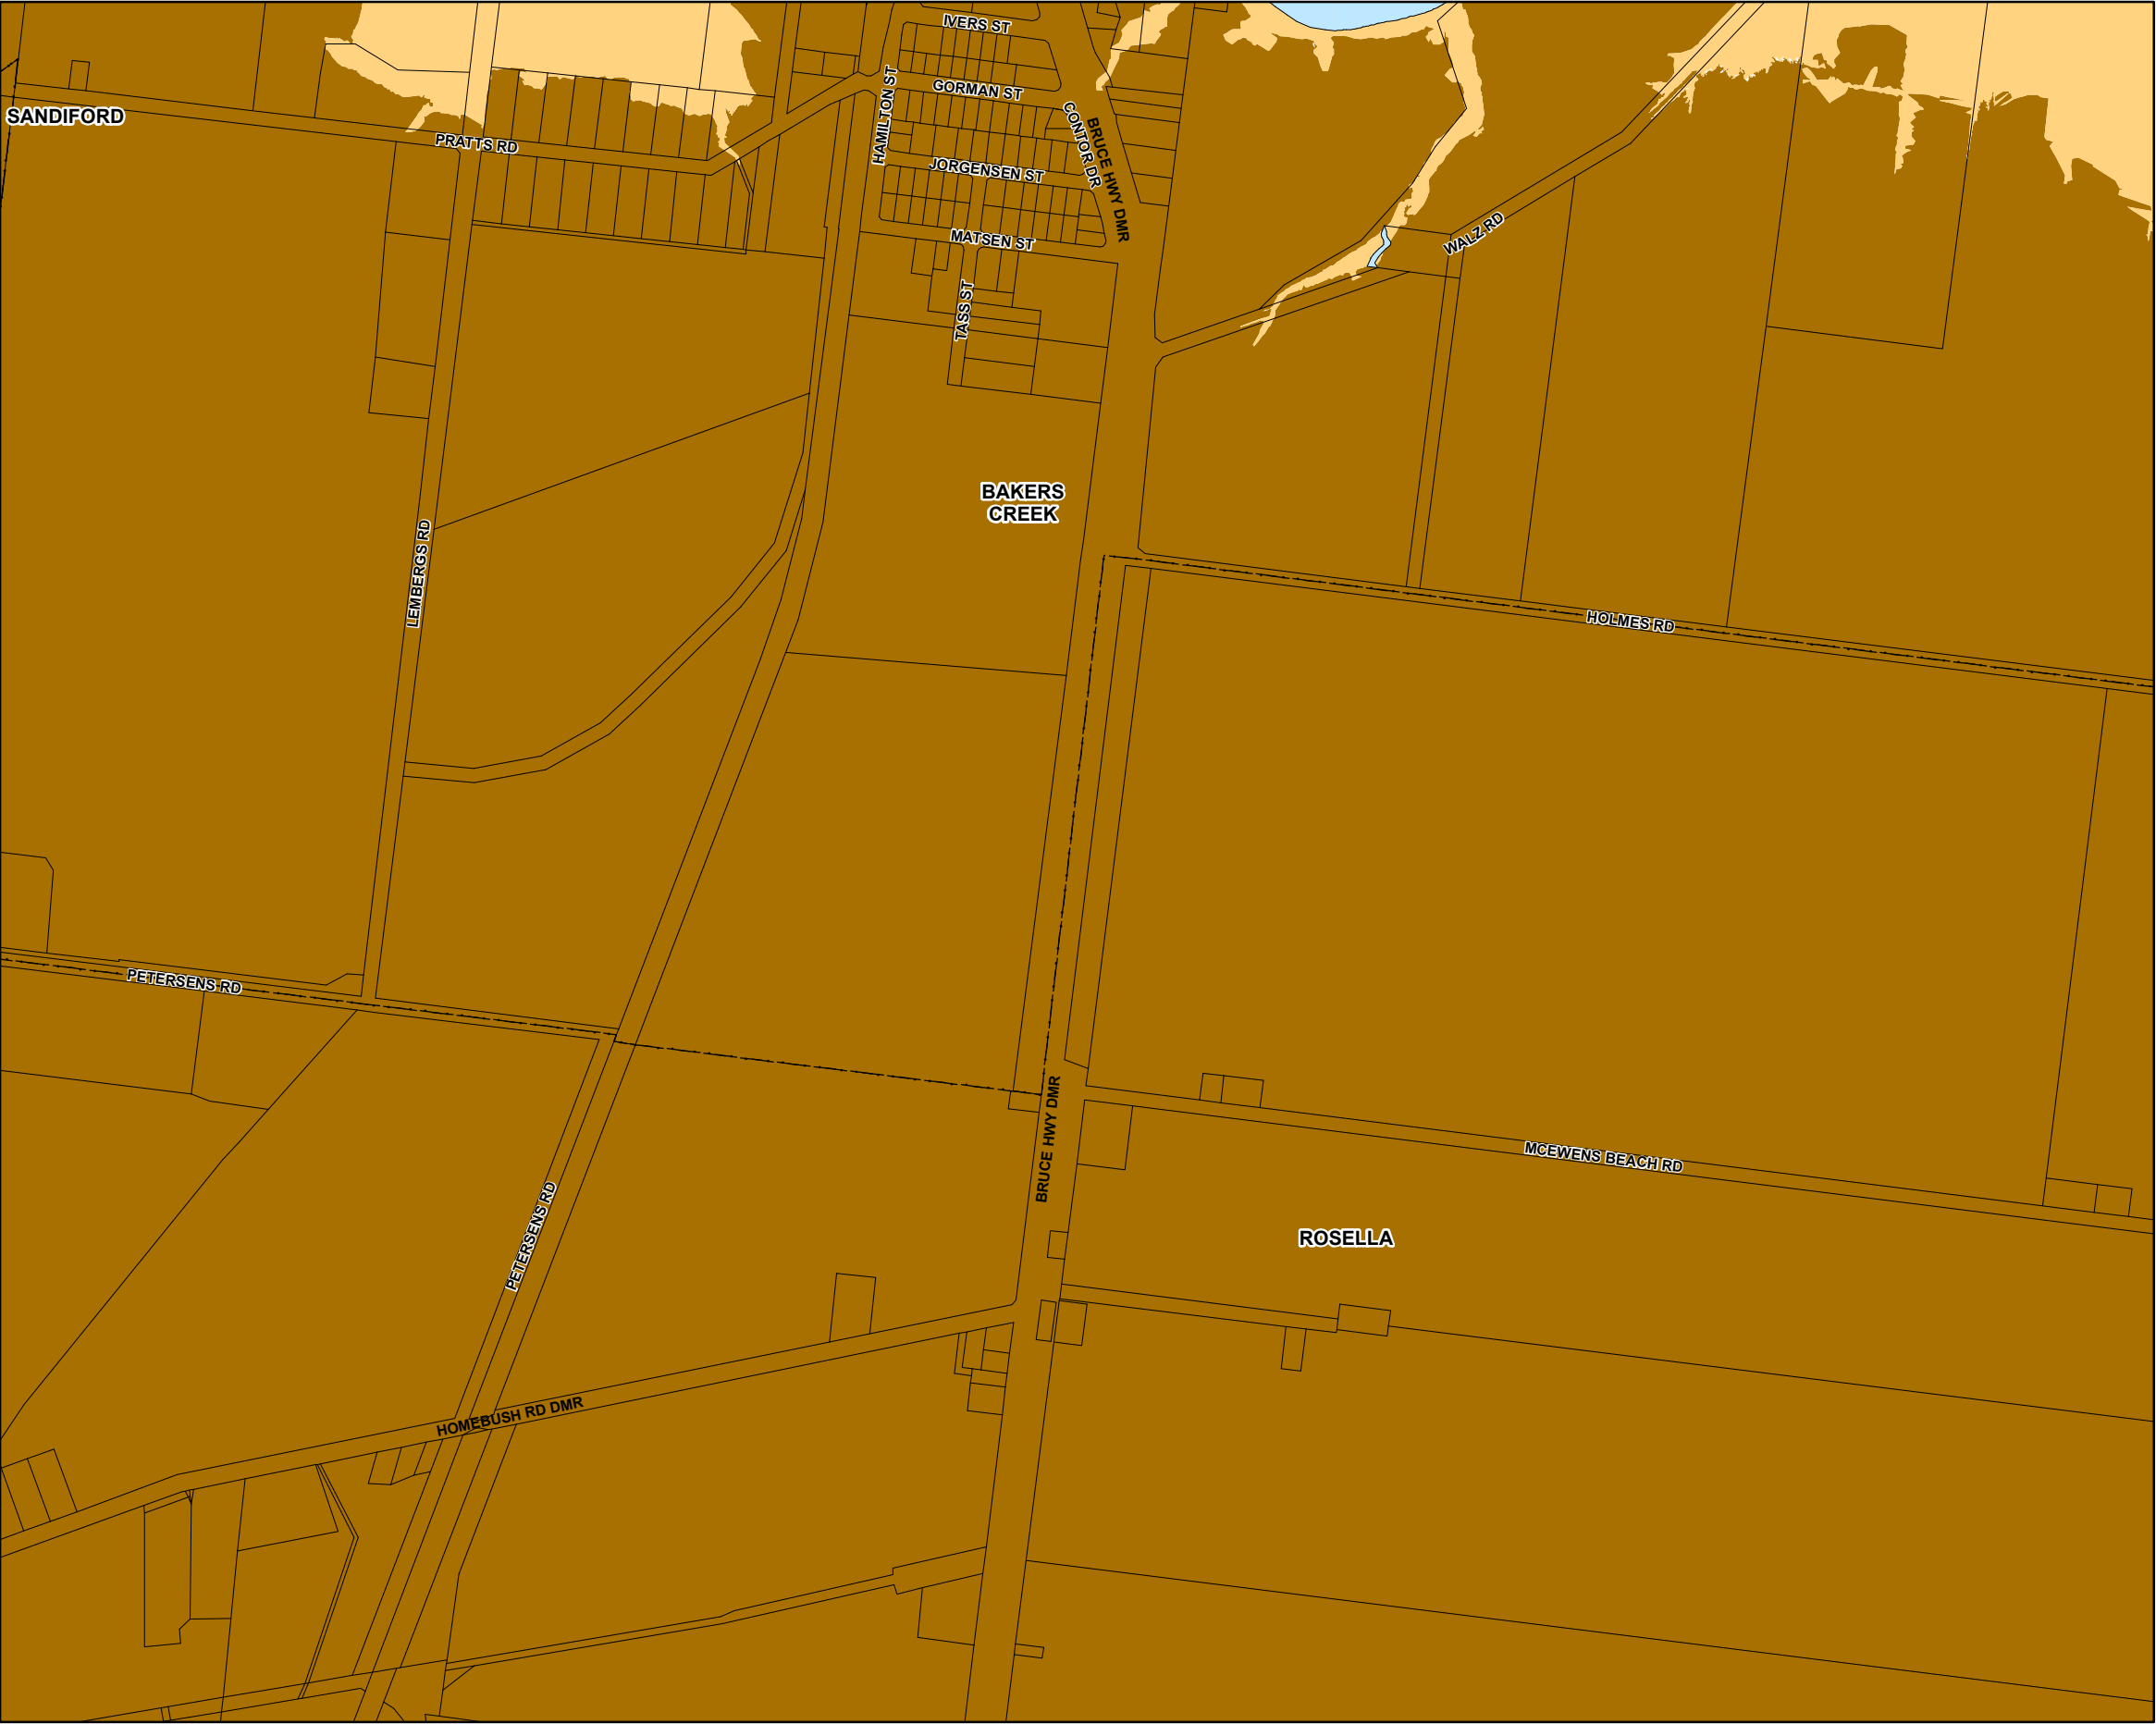 IVERS ST
GORMAN ST
HAMILTON ST
CONTOR DR
BRUCE HWY DMR
SANDIFORD
PRATTS RD
JORGENSEN ST
MATSEN ST
WALZ RD
TASS ST
BAKERS
CREEK
LEMBERGS RD
HOLMES RD
PETERSENS RD
BRUCE HWY DMR
MCEWENS BEACH RD
PETERSENS RD
ROSELLA
HOMEBUSH RD DMR